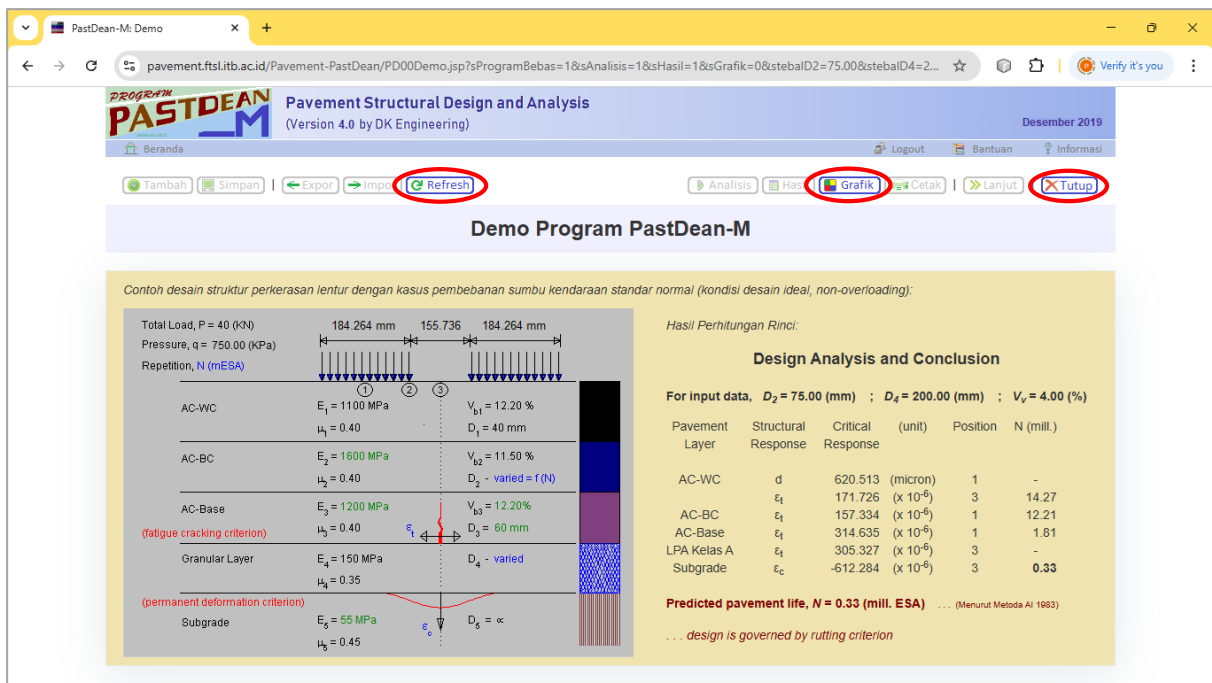 PastDean-M: Demo
pavement.ftsl.itb.ac.id/Pavement-PastDean/PD00Demo.jsp?sProgramBebas=1&sAnalisis=1&sHasil=1&sGrafik=0&stebalD2=75.00&stebalD4=2...
Verify it's you
PROGRAM
PASTDEAN
_M
Pavement Structural Design and Analysis
(Version 4.0 by DK Engineering)
Desember 2019
Beranda
Logout Bantuan Informasi
Tambah Simpan | Expor Impo Refresh Analisis Has Grafik Cetak | Lanjut Tutup
Demo Program PastDean-M
Contoh desain struktur perkerasan lentur dengan kasus pembebanan sumbu kendaraan standar normal (kondisi desain ideal, non-overloading):
Total Load, P = 40 (KN) 184.264 mm 155.736 184.264 mm
Pressure, q = 750.00 (KPa)
Repetition, N (mESA)
1 2 3
AC-WC E1 = 1100 MPa Vb1 = 12.20 %
μ1 = 0.40 D1 = 40 mm
AC-BC E2 = 1600 MPa Vb2 = 11.50 %
μ2 = 0.40 D2 - varied = f (N)
AC-Base E3 = 1200 MPa Vb3 = 12.20%
(fatigue cracking criterion) μ3 = 0.40 εt D3 = 60 mm
Granular Layer E4 = 150 MPa D4 - varied
μ4 = 0.35
(permanent deformation criterion)
Subgrade E5 = 55 MPa εc D5 = ∝
μ5 = 0.45
Hasil Perhitungan Rinci:
Design Analysis and Conclusion
For input data, D2 = 75.00 (mm) ; D4 = 200.00 (mm) ; Vv = 4.00 (%)
Pavement Structural Critical (unit) Position N (mill.)
Layer Response Response
AC-WC d 620.513 (micron) 1 -
εt 171.726 (x 10-6) 3 14.27
AC-BC εt 157.334 (x 10-6) 1 12.21
AC-Base εt 314.635 (x 10-6) 1 1.81
LPA Kelas A εt 305.327 (x 10-6) 3 -
Subgrade εc -612.284 (x 10-6) 3 0.33
Predicted pavement life, N = 0.33 (mill. ESA) ... (Menurut Metoda AI 1983)
. . . design is governed by rutting criterion